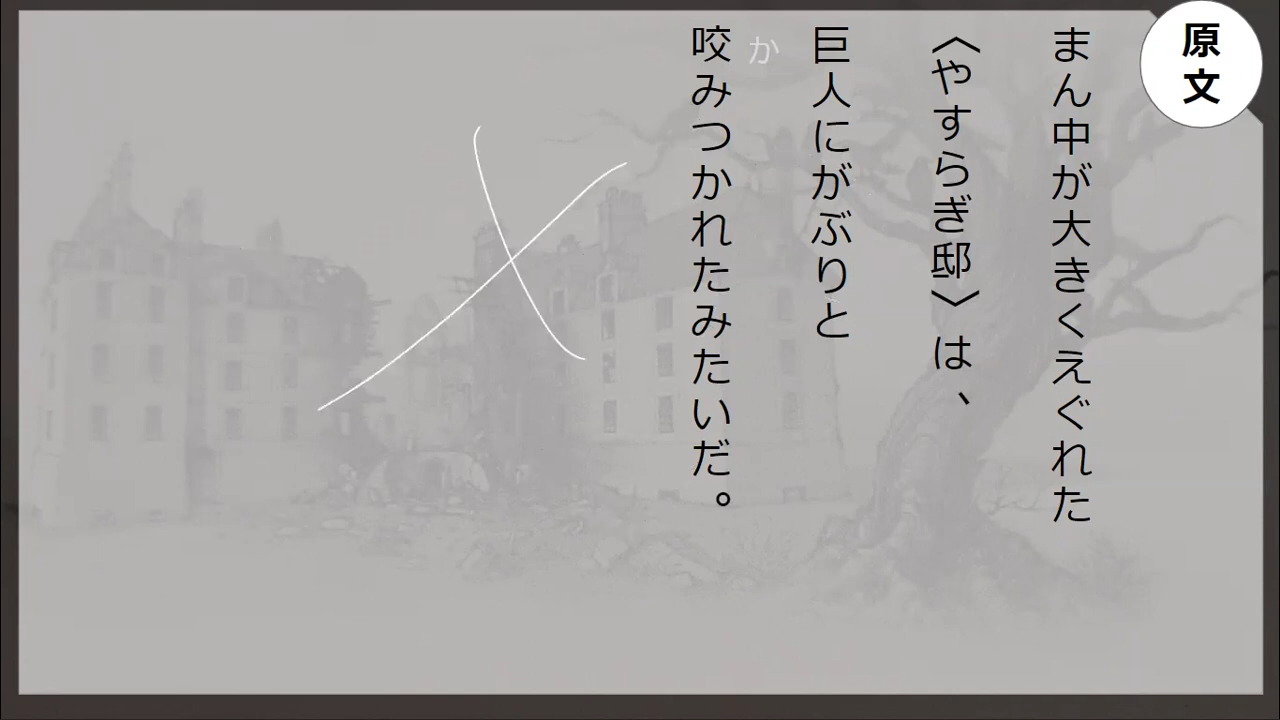 原文
まん中が大きくえぐれた
〈やすらぎ邸〉は、
巨人にがぶりと
か
咬みつかれたみたいだ。